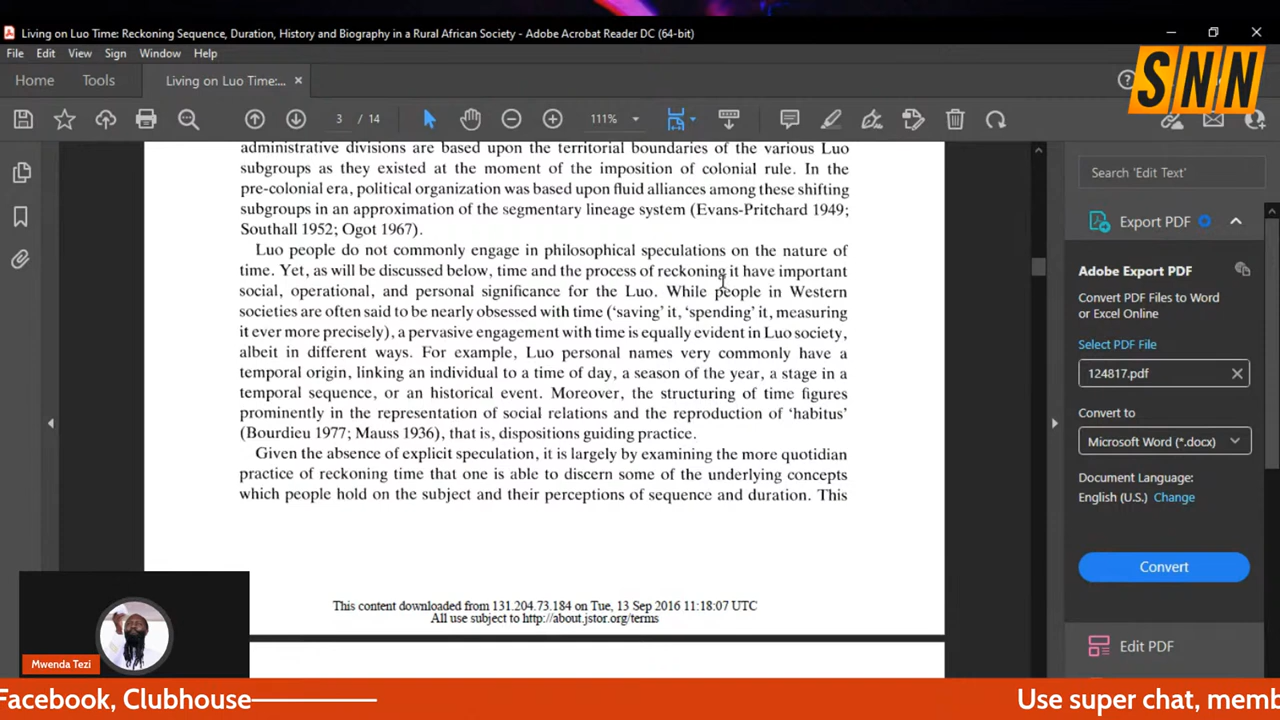 Living on Luo Time: Reckoning Sequence, Duration, History and Biography in a Rural African Society - Adobe Acrobat Reader DC (64-bit)
File Edit View Sign Window Help
Home Tools Living on Luo Time:...
SNN
3 / 14 111%
administrative divisions are based upon the territorial boundaries of the various Luo
subgroups as they existed at the moment of the imposition of colonial rule. In the
pre-colonial era, political organization was based upon fluid alliances among these shifting
subgroups in an approximation of the segmentary lineage system (Evans-Pritchard 1949;
Southall 1952; Ogot 1967).
Luo people do not commonly engage in philosophical speculations on the nature of
time. Yet, as will be discussed below, time and the process of reckoning it have important
social, operational, and personal significance for the Luo. While people in Western
societies are often said to be nearly obsessed with time (‘saving’ it, ‘spending’ it, measuring
it ever more precisely), a pervasive engagement with time is equally evident in Luo society,
albeit in different ways. For example, Luo personal names very commonly have a
temporal origin, linking an individual to a time of day, a season of the year, a stage in a
temporal sequence, or an historical event. Moreover, the structuring of time figures
prominently in the representation of social relations and the reproduction of ‘habitus’
(Bourdieu 1977; Mauss 1936), that is, dispositions guiding practice.
Given the absence of explicit speculation, it is largely by examining the more quotidian
practice of reckoning time that one is able to discern some of the underlying concepts
which people hold on the subject and their perceptions of sequence and duration. This
This content downloaded from 131.204.73.184 on Tue, 13 Sep 2016 11:18:07 UTC
All use subject to http://about.jstor.org/terms
Search 'Edit Text'
Export PDF
Adobe Export PDF
Convert PDF Files to Word
or Excel Online
Select PDF File
124817.pdf
Convert to
Microsoft Word (*.docx)
Document Language:
English (U.S.) Change
Convert
Edit PDF
Mwenda Tezi
Facebook, Clubhouse
Use super chat, memb